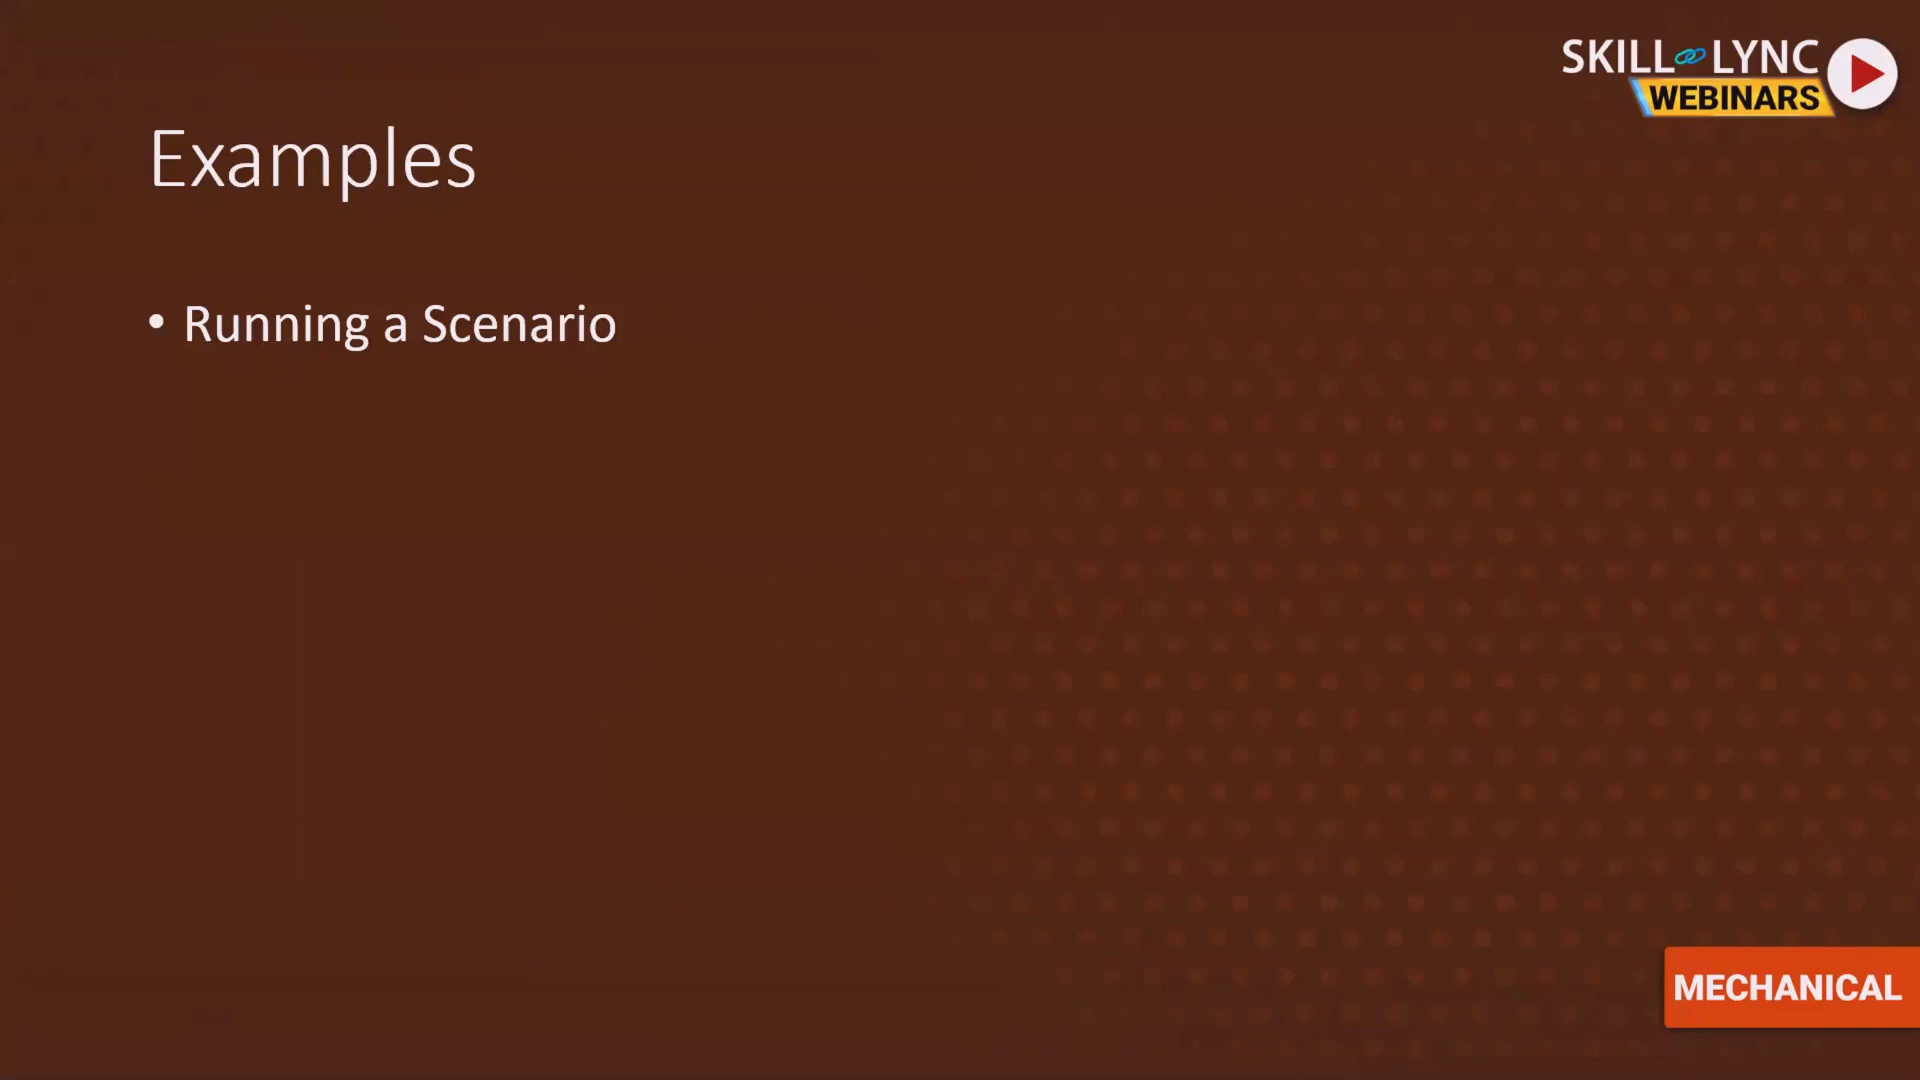 SKILL LYNC
WEBINARS
Examples
• Running a Scenario
MECHANICAL